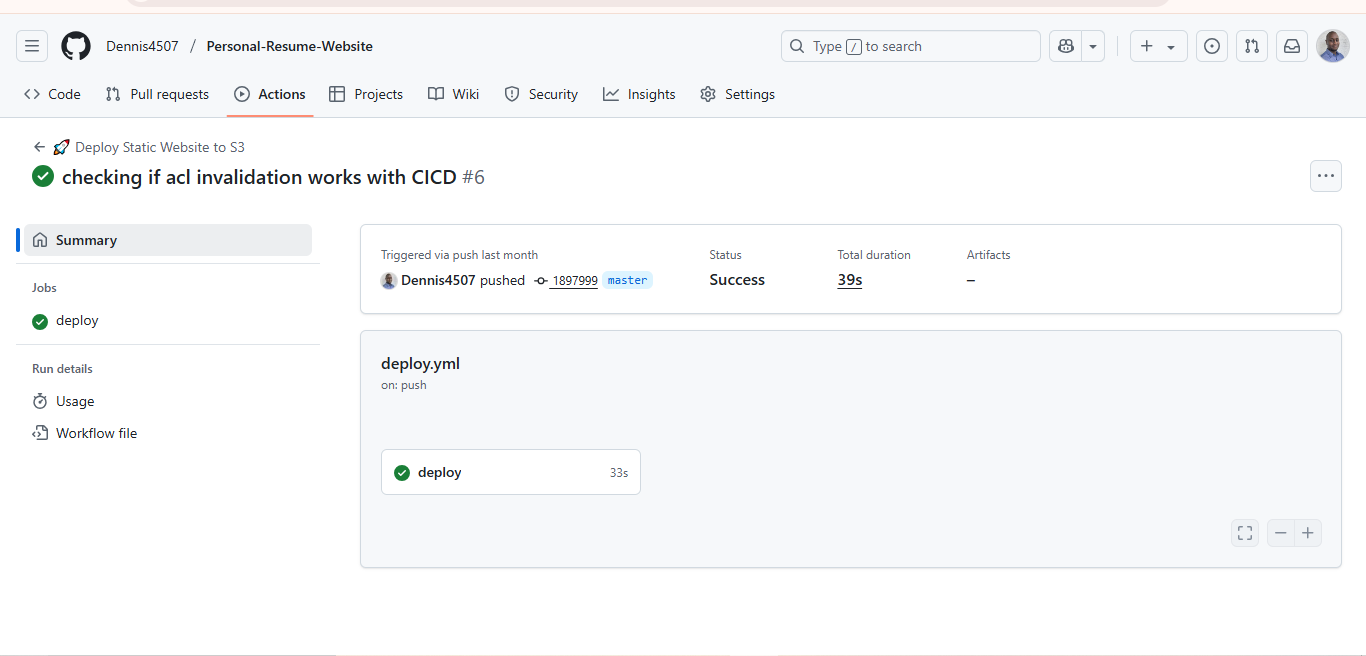 Dennis4507 / Personal-Resume-Website
Type / to search
Code Pull requests Actions Projects Wiki Security Insights Settings
🚀 Deploy Static Website to S3
checking if acl invalidation works with CICD #6
Summary
Jobs
deploy
Run details
Usage
Workflow file
Triggered via push last month
Dennis4507 pushed 1897999 master
Status
Success
Total duration
39s
Artifacts
–
deploy.yml
on: push
deploy 33s